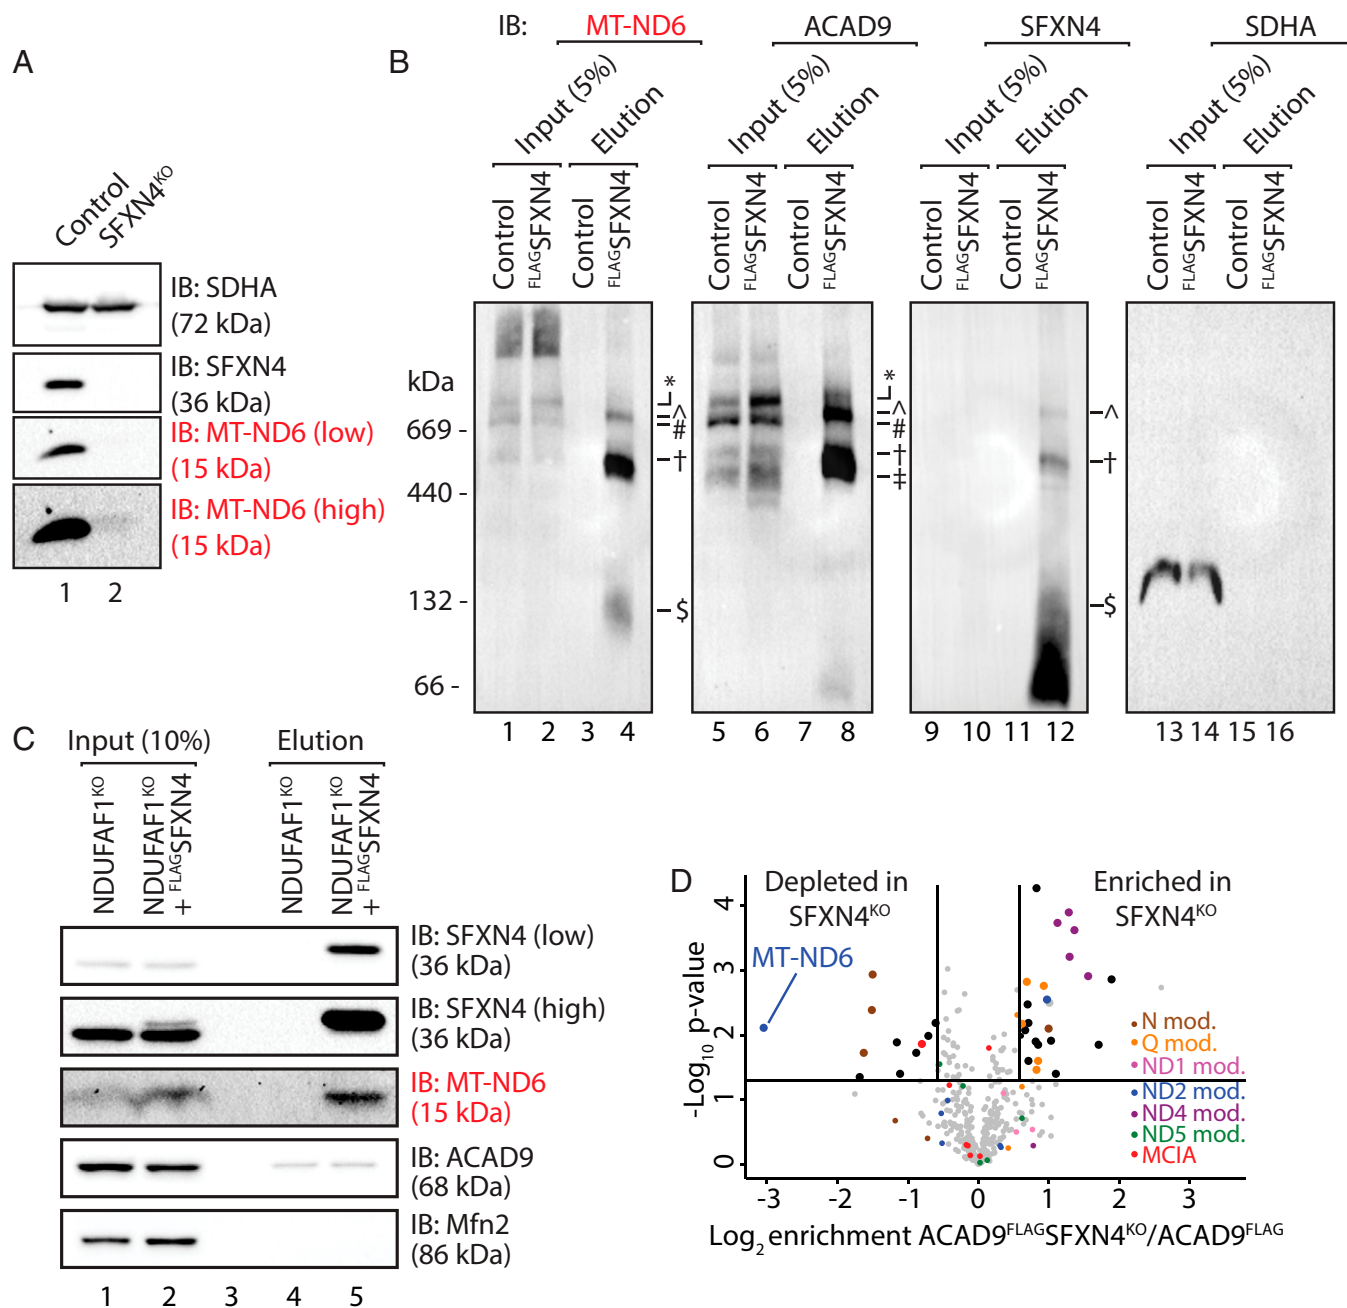 A
Control
SFXN4KO
IB: SDHA
(72 kDa)
IB: SFXN4
(36 kDa)
IB: MT-ND6 (low)
(15 kDa)
IB: MT-ND6 (high)
(15 kDa)
1 2
B
IB: MT-ND6 ACAD9 SFXN4 SDHA
Input (5%) Elution Input (5%) Elution Input (5%) Elution Input (5%) Elution
Control FLAGSFXN4 Control FLAGSFXN4 Control FLAGSFXN4 Control FLAGSFXN4 Control FLAGSFXN4 Control FLAGSFXN4 Control FLAGSFXN4 Control FLAGSFXN4
kDa
669 -
440 -
132 -
66 -
*
^
#
†
$
*
^
#
†
‡
^
†
$
1 2 3 4 5 6 7 8 9 10 11 12 13 14 15 16
C
Input (10%) Elution
NDUFAF1KO
NDUFAF1KO
+ FLAGSFXN4
NDUFAF1KO
NDUFAF1KO
+ FLAGSFXN4
IB: SFXN4 (low)
(36 kDa)
IB: SFXN4 (high)
(36 kDa)
IB: MT-ND6
(15 kDa)
IB: ACAD9
(68 kDa)
IB: Mfn2
(86 kDa)
1 2 3 4 5
D
Depleted in
SFXN4KO
Enriched in
SFXN4KO
MT-ND6
-Log10 p-value
4
3
2
1
0
N mod.
Q mod.
ND1 mod.
ND2 mod.
ND4 mod.
ND5 mod.
MCIA
-3 -2 -1 0 1 2 3
Log2 enrichment ACAD9FLAGSFXN4KO/ACAD9FLAG